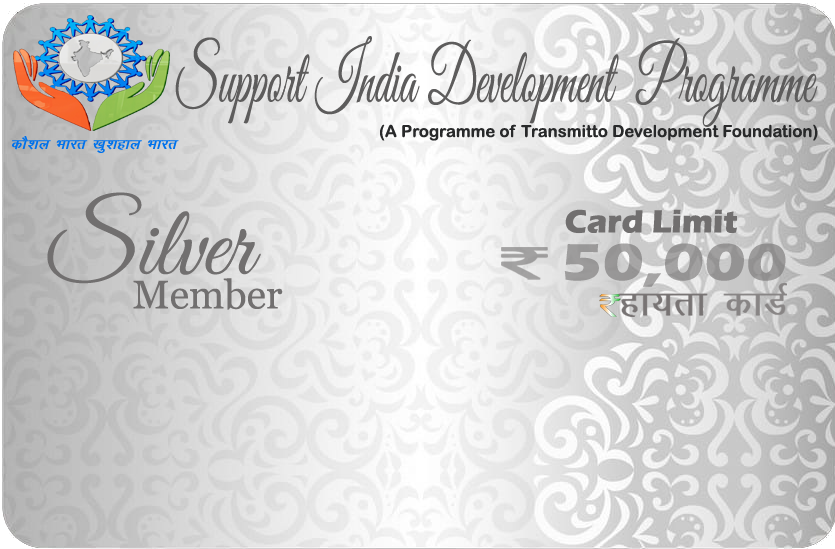 Support India Development Programme
(A Programme of Transmitto Development Foundation)
कौशल भारत खुशहाल भारत
Silver
Member
Card Limit
₹ 50,000
₹हायता कार्ड